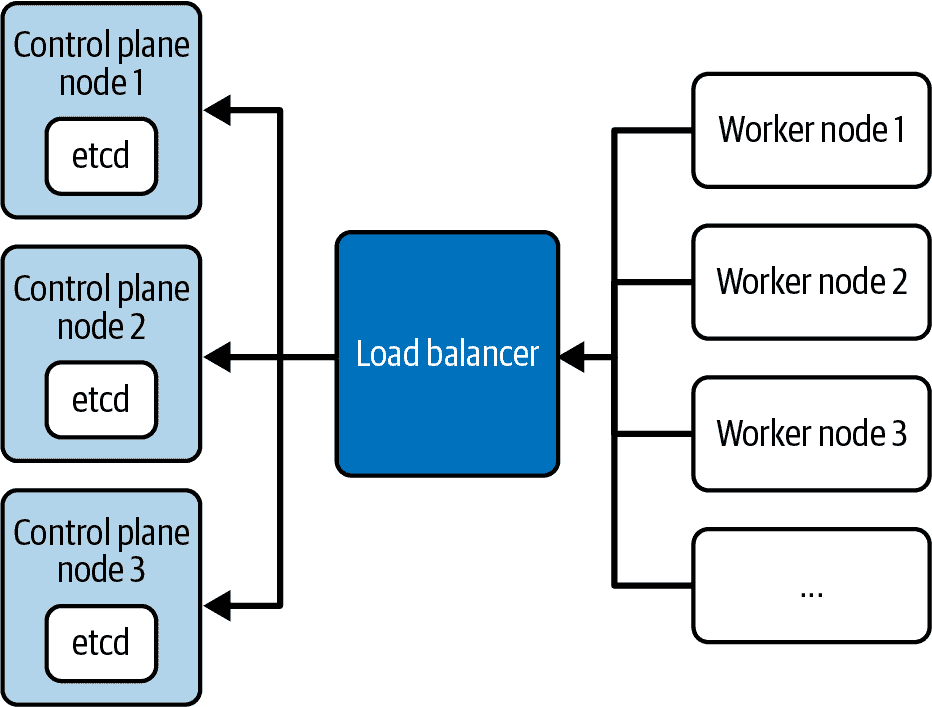 Control plane
node 1
etcd
Control plane
node 2
etcd
Control plane
node 3
etcd
Load balancer
Worker node 1
Worker node 2
Worker node 3
...